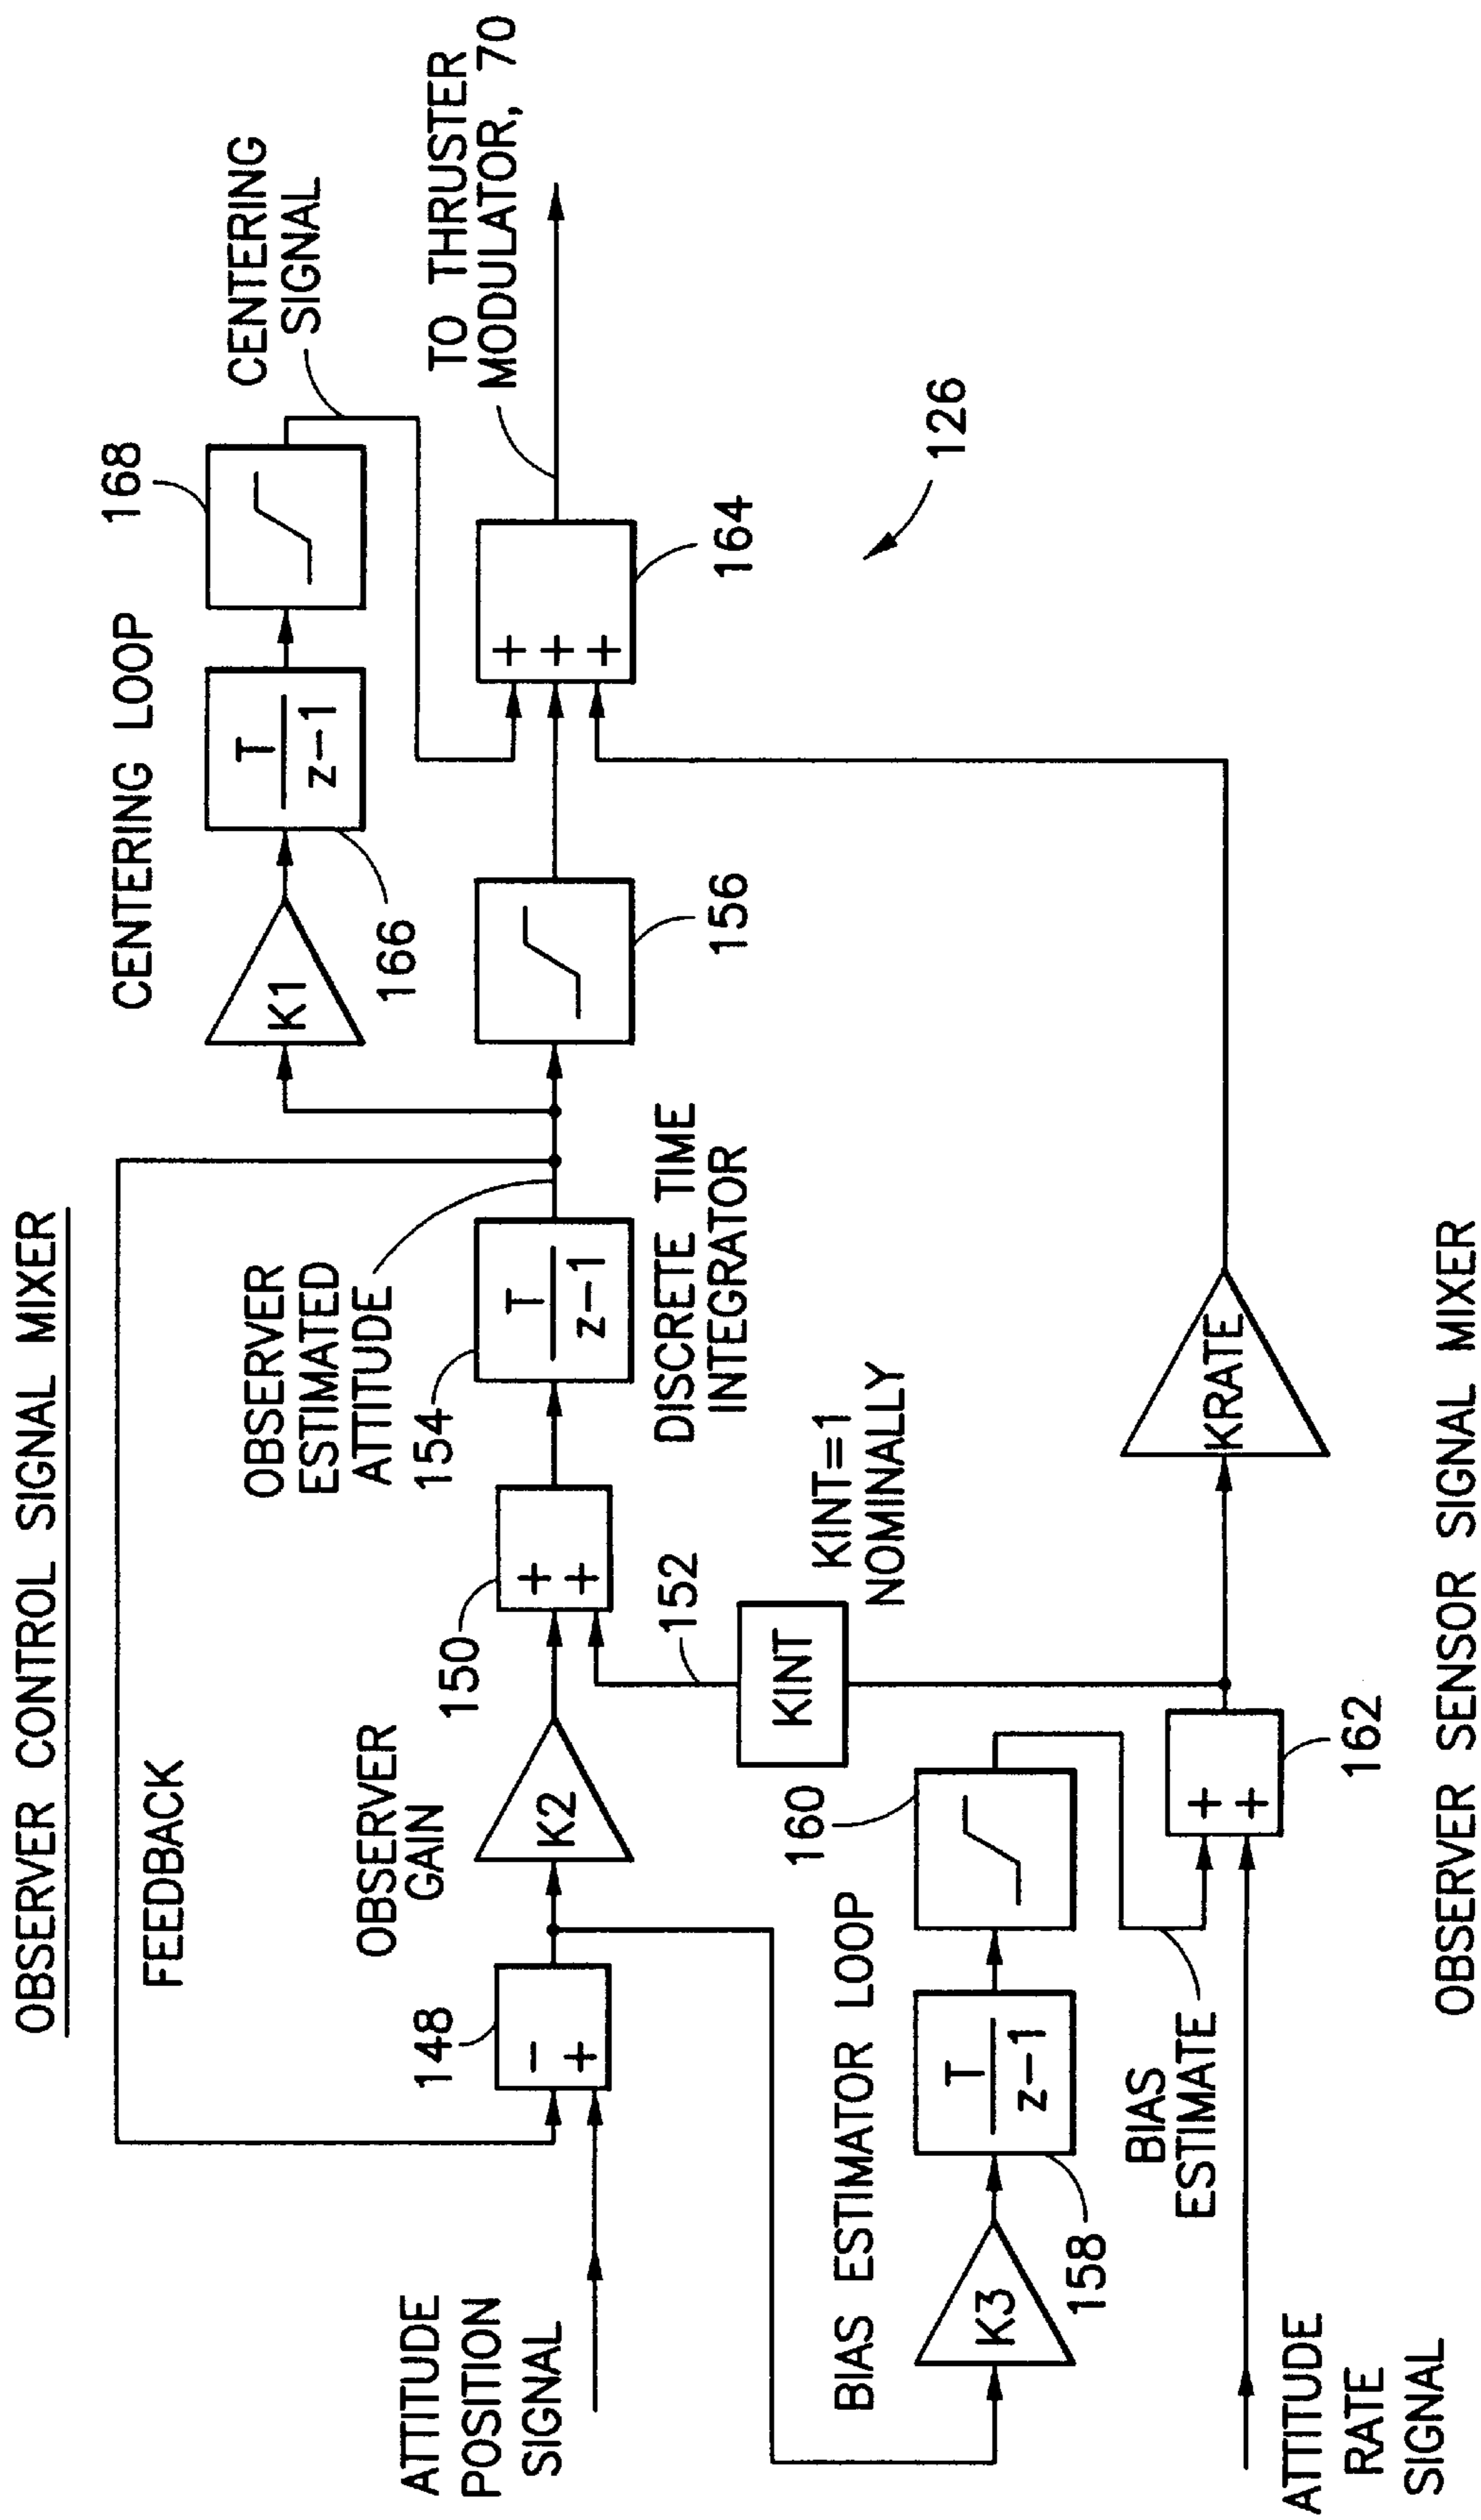 OBSERVER CONTROL SIGNAL MIXER
FEEDBACK
CENTERING LOOP
168
CENTERING
SIGNAL
K1
T
z−1
166
OBSERVER
ESTIMATED
ATTITUDE
154
OBSERVER
GAIN
150
148
ATTITUDE
POSITION
SIGNAL
−
+
K2
+
+
T
z−1
DISCRETE TIME
INTEGRATOR
156
+
+
+
164
TO THRUSTER
MODULATOR, 70
152
KINT
KINT=1
NOMINALLY
126
BIAS ESTIMATOR LOOP
160
K3
T
z−1
158
BIAS
ESTIMATE
+
+
162
KRATE
ATTITUDE
RATE
SIGNAL
OBSERVER SENSOR SIGNAL MIXER